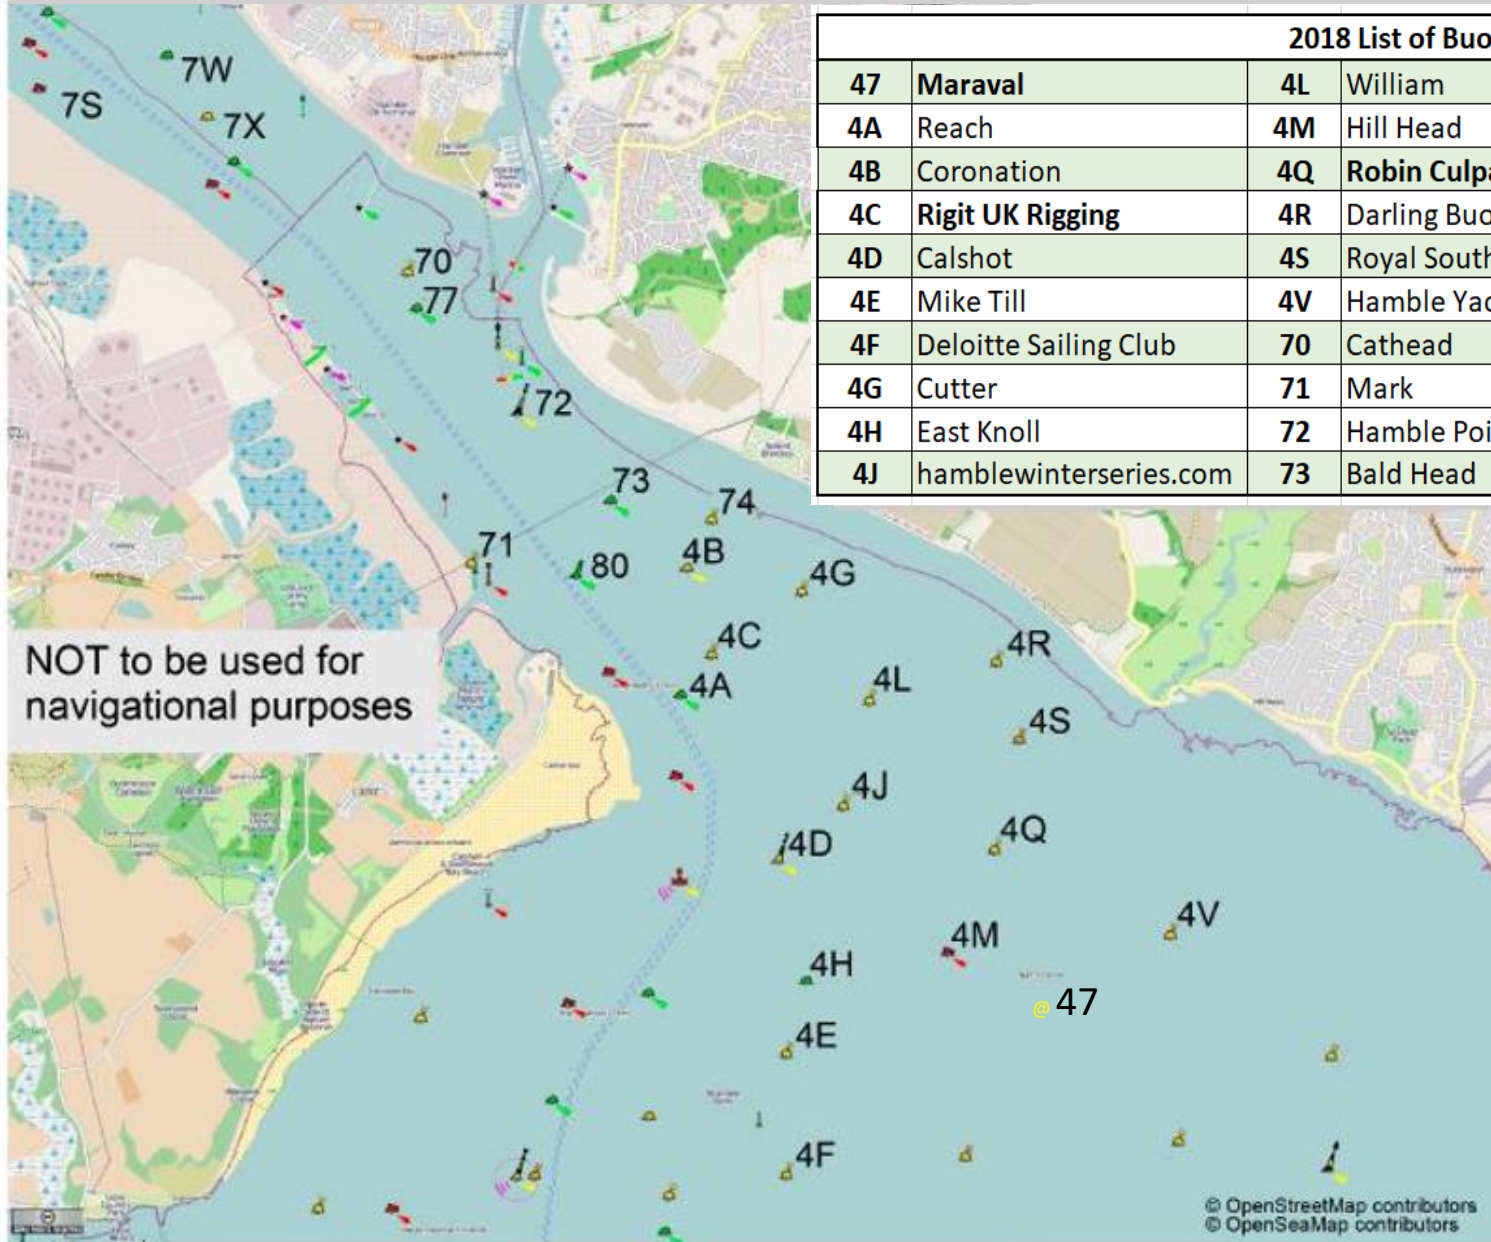 2018 List of Buo
47 Maraval 4L William
4A Reach 4M Hill Head
4B Coronation 4Q Robin Culpa
4C Rigit UK Rigging 4R Darling Buo
4D Calshot 4S Royal South
4E Mike Till 4V Hamble Yac
4F Deloitte Sailing Club 70 Cathead
4G Cutter 71 Mark
4H East Knoll 72 Hamble Poi
4J hamblewinterseries.com 73 Bald Head
7W
7S
7X
70
77
72
73
74
71
80
4B
4G
4C
4R
4A
4L
4S
4J
4D
4Q
4V
4M
4H
47
4E
4F
NOT to be used for
navigational purposes
© OpenStreetMap contributors
© OpenSeaMap contributors